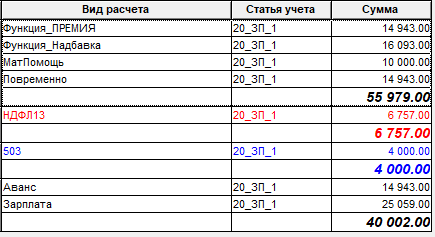 Вид расчета Статья учета Сумма
Функция_ПРЕМИЯ 20_ЗП_1 14 943.00
Функция_Надбавка 20_ЗП_1 16 093.00
МатПомощь 20_ЗП_1 10 000.00
Повременно 20_ЗП_1 14 943.00
55 979.00
НДФЛ13 20_ЗП_1 6 757.00
6 757.00
503 20_ЗП_1 4 000.00
4 000.00
Аванс 20_ЗП_1 14 943.00
Зарплата 20_ЗП_1 25 059.00
40 002.00